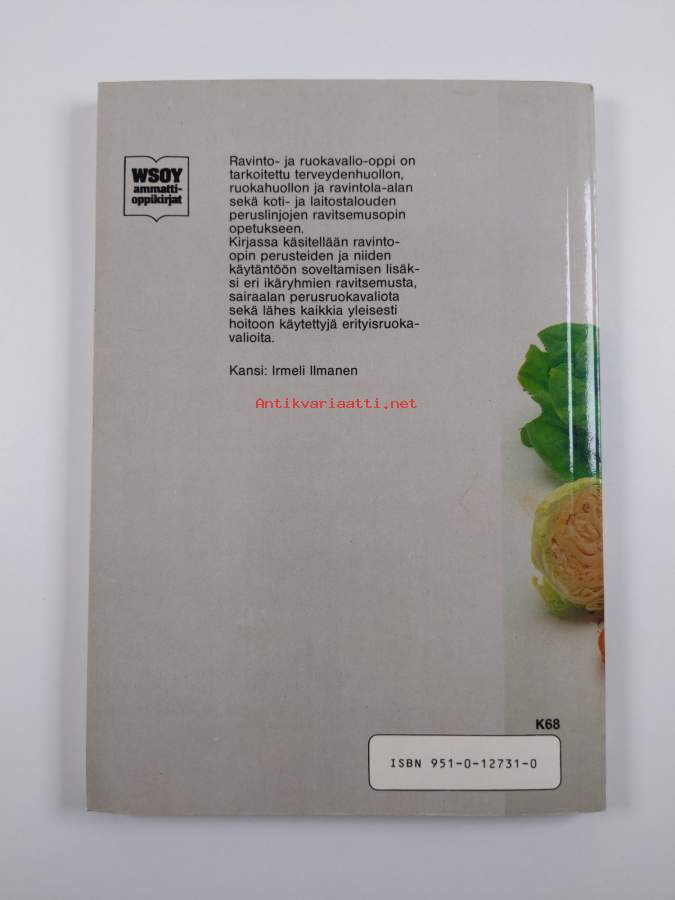 WSOY
ammatti-
oppikirjat
Ravinto- ja ruokavalio-oppi on
tarkoitettu terveydenhuollon,
ruokahuollon ja ravintola-alan
sekä koti- ja laitostalouden
peruslinjojen ravitsemusopin
opetukseen.
Kirjassa käsitellään ravinto-
opin perusteiden ja niiden
käytäntöön soveltamisen lisäk-
si eri ikäryhmien ravitsemusta,
sairaalan perusruokavaliota
sekä lähes kaikkia yleisesti
hoitoon käytettyjä erityisruoka-
valioita.
Kansi: Irmeli Ilmanen
Antikvariaatti.net
K68
ISBN 951-0-12731-0